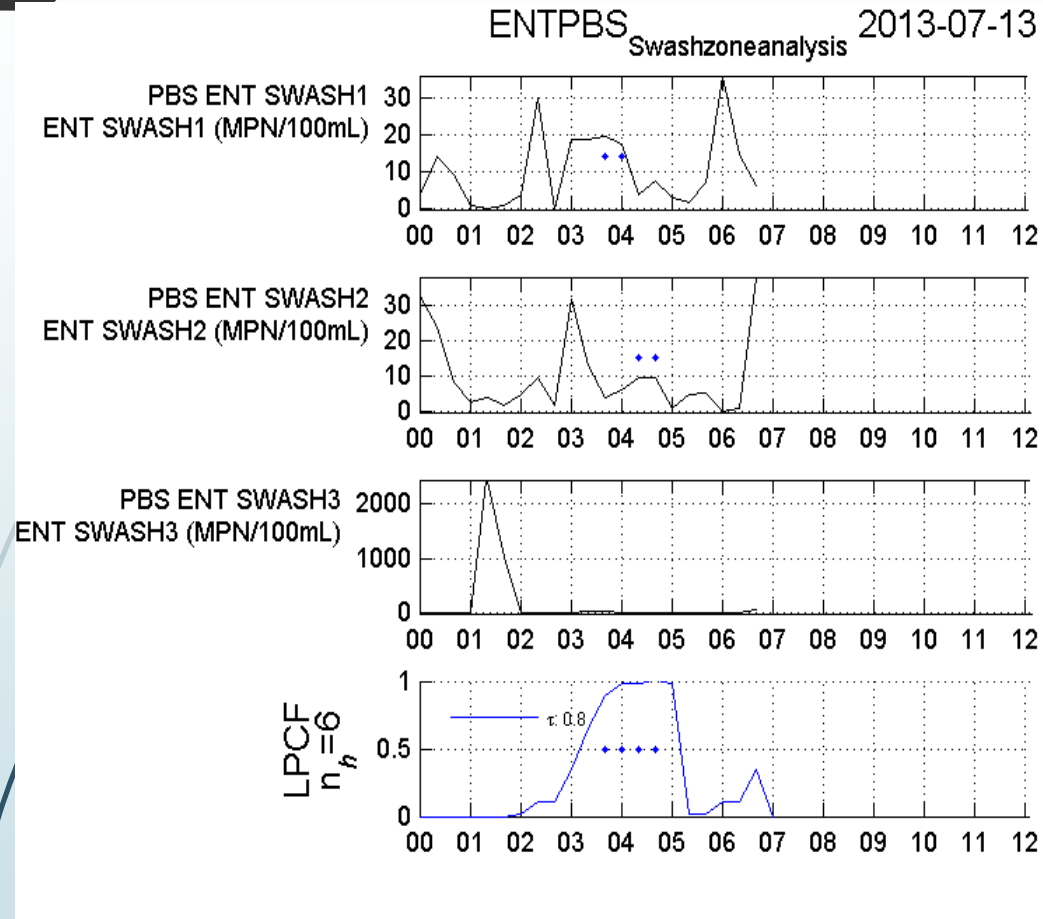 ENTPBS Swashzoneanalysis 2013-07-13
PBS ENT SWASH1
ENT SWASH1 (MPN/100mL)
30
20
10
0
00 01 02 03 04 05 06 07 08 09 10 11 12
PBS ENT SWASH2
ENT SWASH2 (MPN/100mL)
30
20
10
0
00 01 02 03 04 05 06 07 08 09 10 11 12
PBS ENT SWASH3
ENT SWASH3 (MPN/100mL)
2000
1000
0
00 01 02 03 04 05 06 07 08 09 10 11 12
LPCF
n_h=6
1
0.5
0
τ: 0.8
00 01 02 03 04 05 06 07 08 09 10 11 12